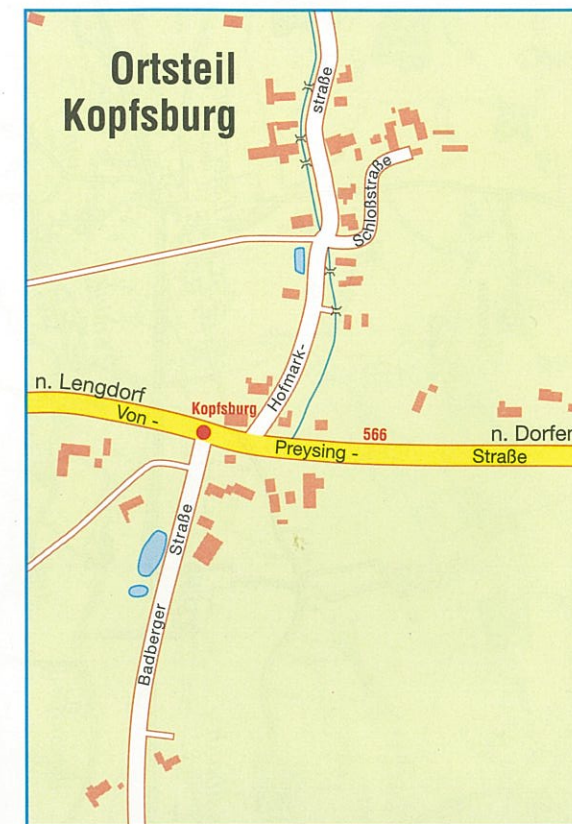 Ortsteil
Kopfsburg
straße
Schloßstraße
Hofmark-
n. Lengdorf
Von -
Kopfsburg
566
n. Dorfen
Preysing -
Straße
Badberger Straße